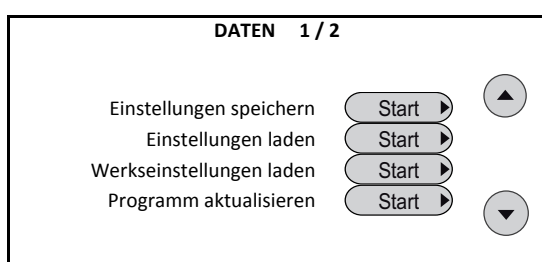 DATEN 1 / 2
Einstellungen speichern Start
Einstellungen laden Start
Werkseinstellungen laden Start
Programm aktualisieren Start